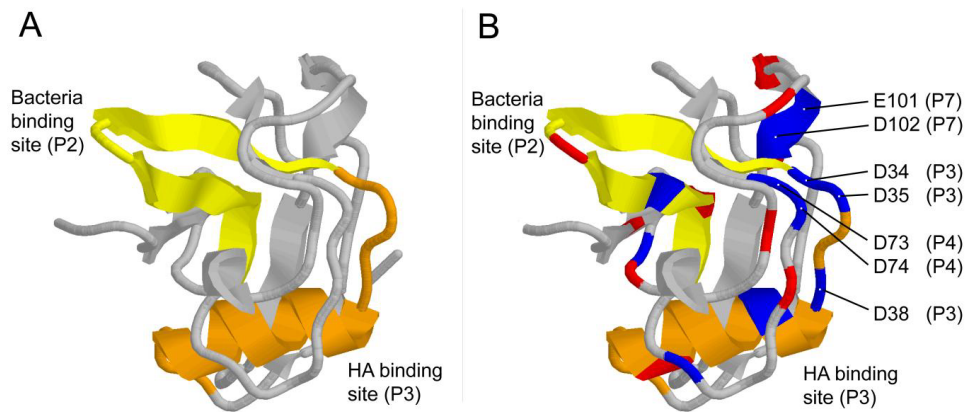 A
Bacteria
binding
site (P2)
HA binding
site (P3)
B
Bacteria
binding
site (P2)
E101 (P7)
D102 (P7)
D34 (P3)
D35 (P3)
D73 (P4)
D74 (P4)
D38 (P3)
HA binding
site (P3)